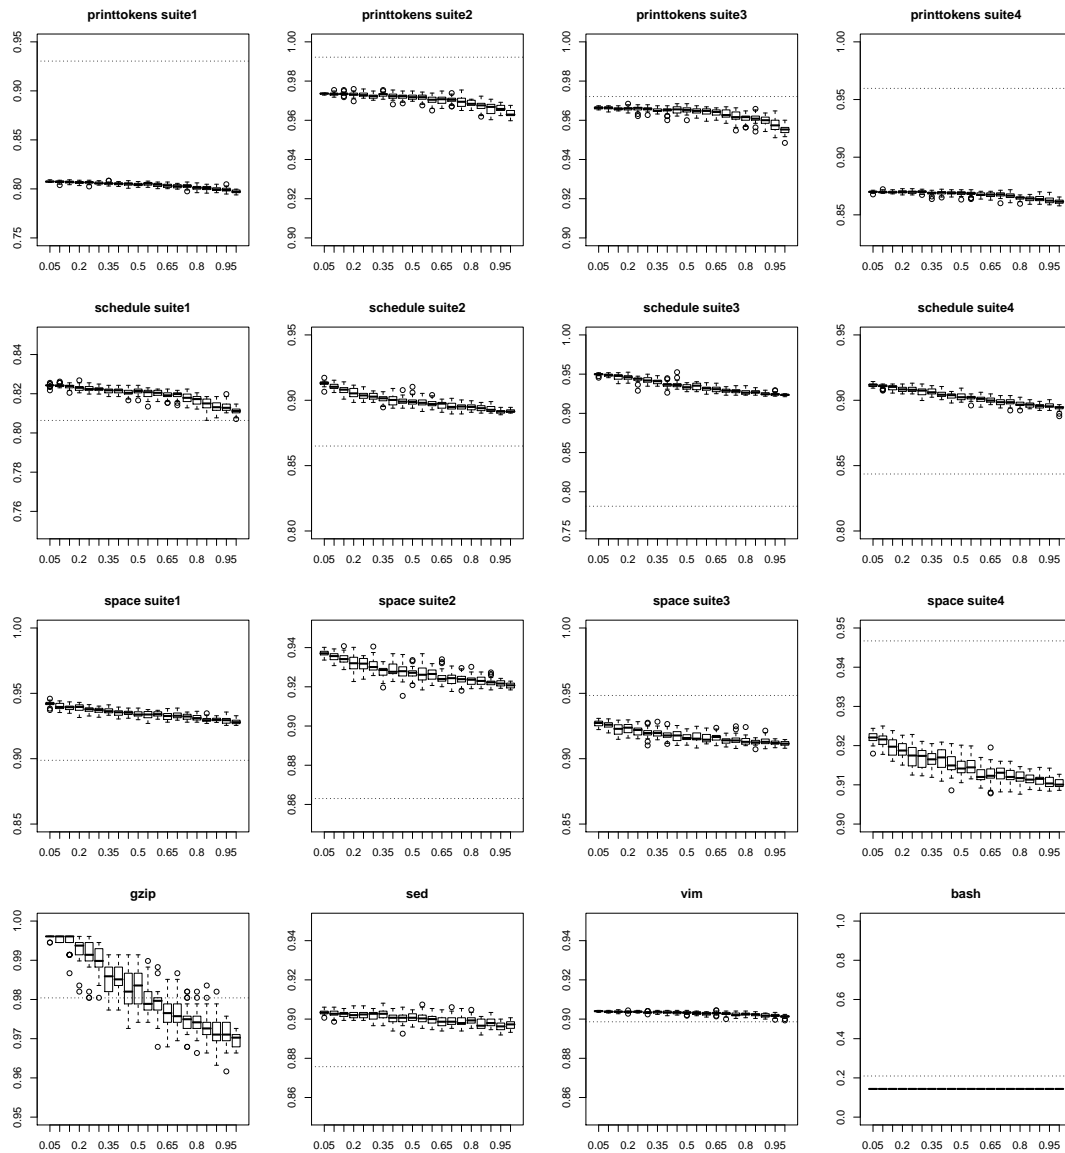 printtokens suite1
0.75 0.80 0.85 0.90 0.95
0.05 0.2 0.35 0.5 0.65 0.8 0.95
printtokens suite2
0.90 0.92 0.94 0.96 0.98 1.00
0.05 0.2 0.35 0.5 0.65 0.8 0.95
printtokens suite3
0.90 0.92 0.94 0.96 0.98 1.00
0.05 0.2 0.35 0.5 0.65 0.8 0.95
printtokens suite4
0.85 0.90 0.95 1.00
0.05 0.2 0.35 0.5 0.65 0.8 0.95
schedule suite1
0.76 0.78 0.80 0.82 0.84
0.05 0.2 0.35 0.5 0.65 0.8 0.95
schedule suite2
0.80 0.85 0.90 0.95
0.05 0.2 0.35 0.5 0.65 0.8 0.95
schedule suite3
0.75 0.80 0.85 0.90 0.95 1.00
0.05 0.2 0.35 0.5 0.65 0.8 0.95
schedule suite4
0.80 0.85 0.90 0.95
0.05 0.2 0.35 0.5 0.65 0.8 0.95
space suite1
0.85 0.90 0.95 1.00
0.05 0.2 0.35 0.5 0.65 0.8 0.95
space suite2
0.86 0.88 0.90 0.92 0.94
0.05 0.2 0.35 0.5 0.65 0.8 0.95
space suite3
0.85 0.90 0.95 1.00
0.05 0.2 0.35 0.5 0.65 0.8 0.95
space suite4
0.90 0.91 0.92 0.93 0.94 0.95
0.05 0.2 0.35 0.5 0.65 0.8 0.95
gzip
0.95 0.96 0.97 0.98 0.99 1.00
0.05 0.2 0.35 0.5 0.65 0.8 0.95
sed
0.86 0.88 0.90 0.92 0.94
0.05 0.2 0.35 0.5 0.65 0.8 0.95
vim
0.86 0.88 0.90 0.92 0.94
0.05 0.2 0.35 0.5 0.65 0.8 0.95
bash
0.0 0.2 0.4 0.6 0.8 1.0
0.05 0.2 0.35 0.5 0.65 0.8 0.95